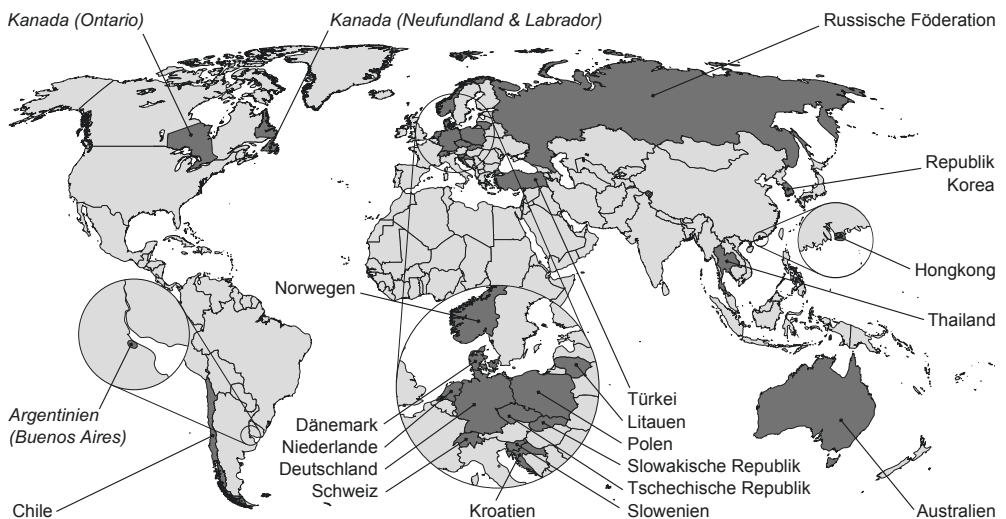 Kanada (Ontario)
Kanada (Neufundland & Labrador)
Russische Föderation
Republik
Korea
Hongkong
Thailand
Norwegen
Argentinien
(Buenos Aires)
Chile
Dänemark
Niederlande
Deutschland
Schweiz
Kroatien
Türkei
Litauen
Polen
Slowakische Republik
Tschechische Republik
Slowenien
Australien